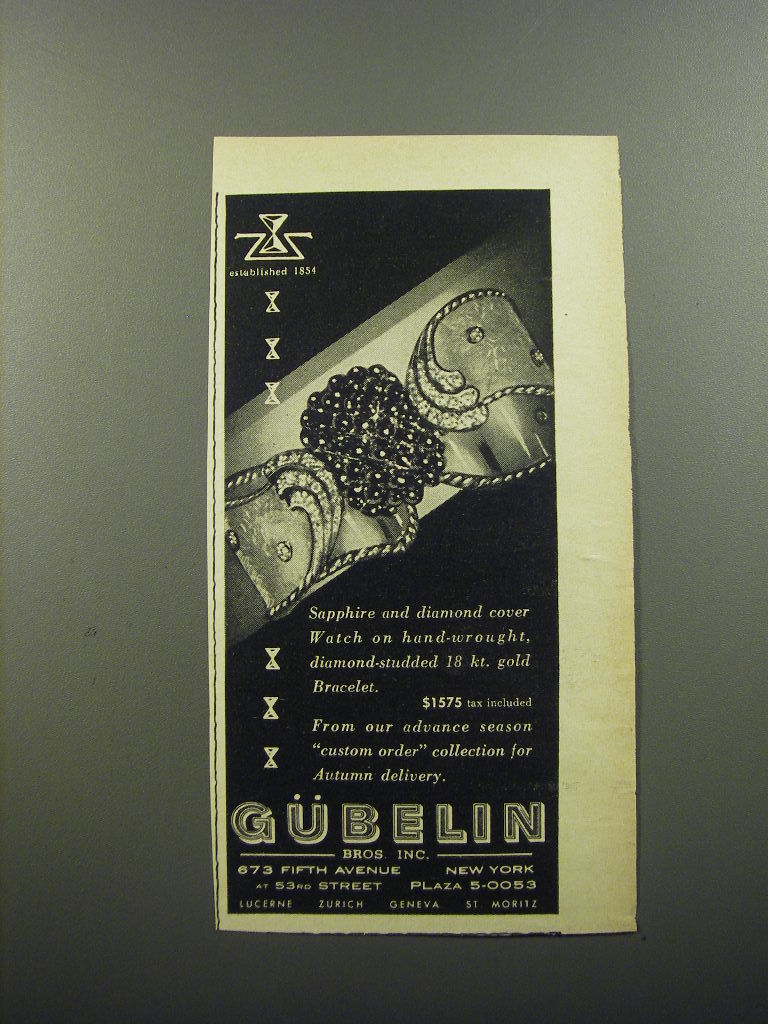 established 1854
Sapphire and diamond cover
Watch on hand-wrought,
diamond-studded 18 kt. gold
Bracelet.
$1575 tax included
From our advance season
"custom order" collection for
Autumn delivery.
GÜBELIN
BROS. INC.
673 FIFTH AVENUE NEW YORK
AT 53RD STREET PLAZA 5-0053
LUCERNE ZURICH GENEVA ST. MORITZ